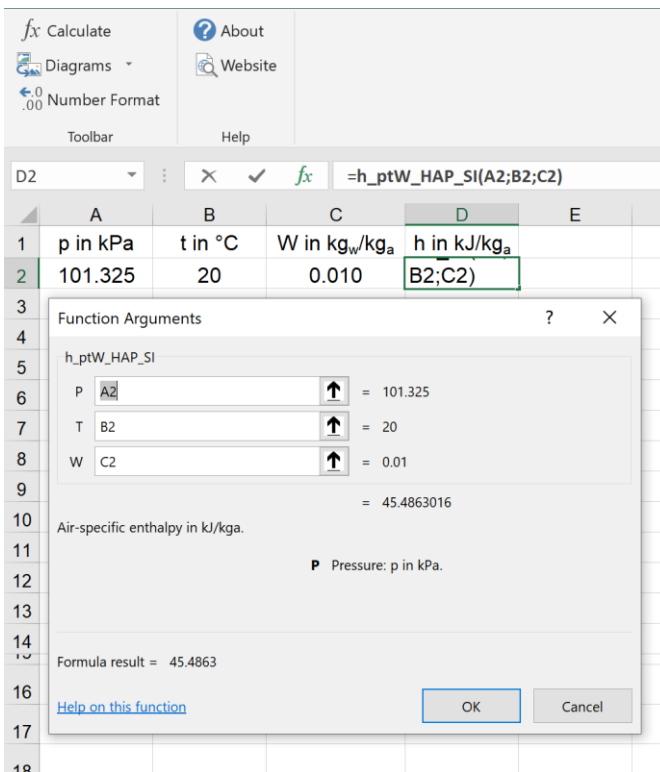 fx Calculate
About
Diagrams
Website
←.0
.00 Number Format
Toolbar
Help
D2
fx
=h_ptW_HAP_SI(A2;B2;C2)
A B C D E
1 p in kPa t in °C W in kgw/kga h in kJ/kga
2 101.325 20 0.010 B2;C2)
3
Function Arguments ? ×
4
h_ptW_HAP_SI
5
P A2 = 101.325
6
T B2 = 20
7
W C2 = 0.01
8
9
= 45.4863016
10
Air-specific enthalpy in kJ/kga.
11
P Pressure: p in kPa.
12
13
14
Formula result = 45.4863
16
Help on this function OK Cancel
17
18